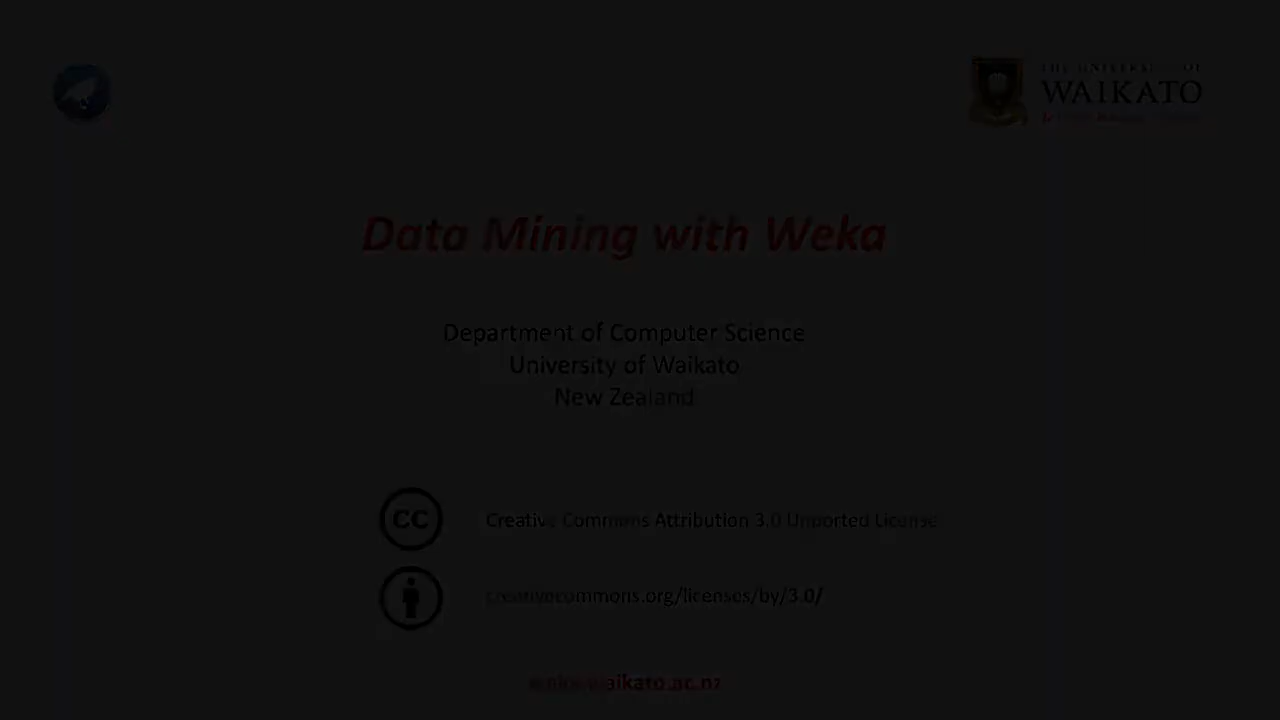 THE UNIVERSITY OF
WAIKATO
Data Mining with Weka
Department of Computer Science
University of Waikato
New Zealand
CC
Creative Commons Attribution 3.0 Unported License
creativecommons.org/licenses/by/3.0/
weka.waikato.ac.nz